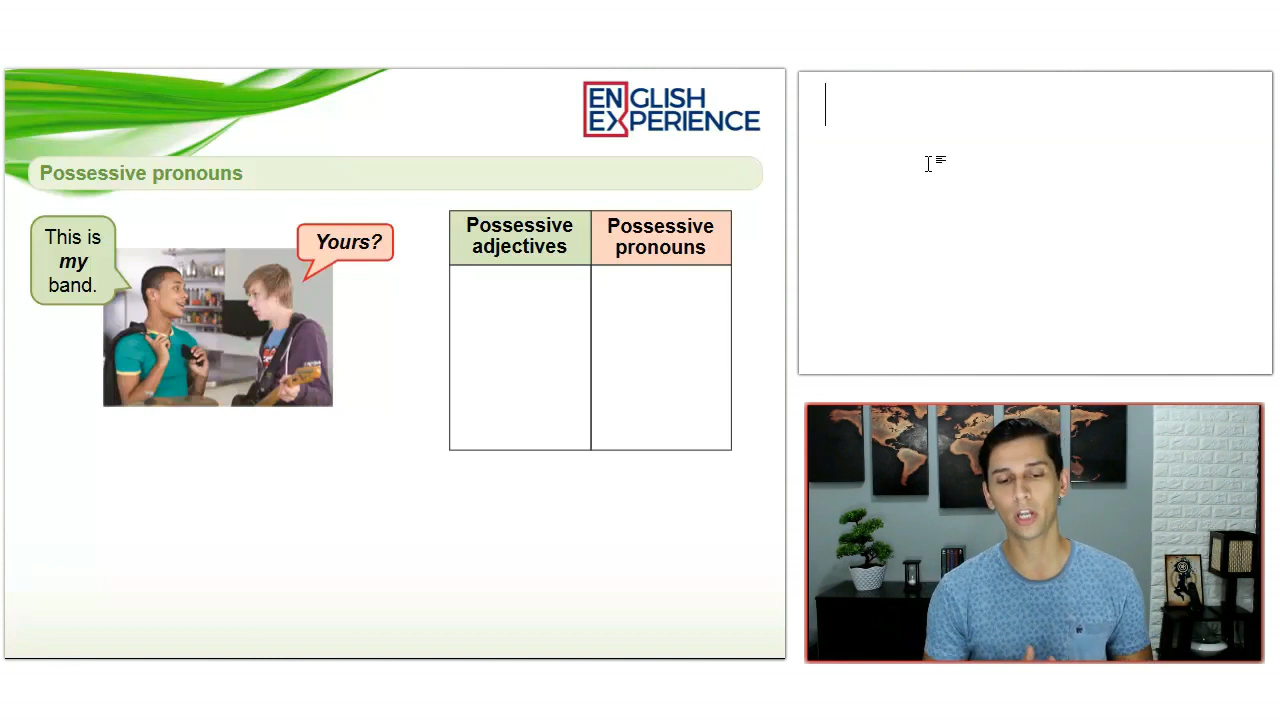 ENGLISH
EXPERIENCE
Possessive pronouns
This is
my
band.
Yours?
Possessive
adjectives
Possessive
pronouns